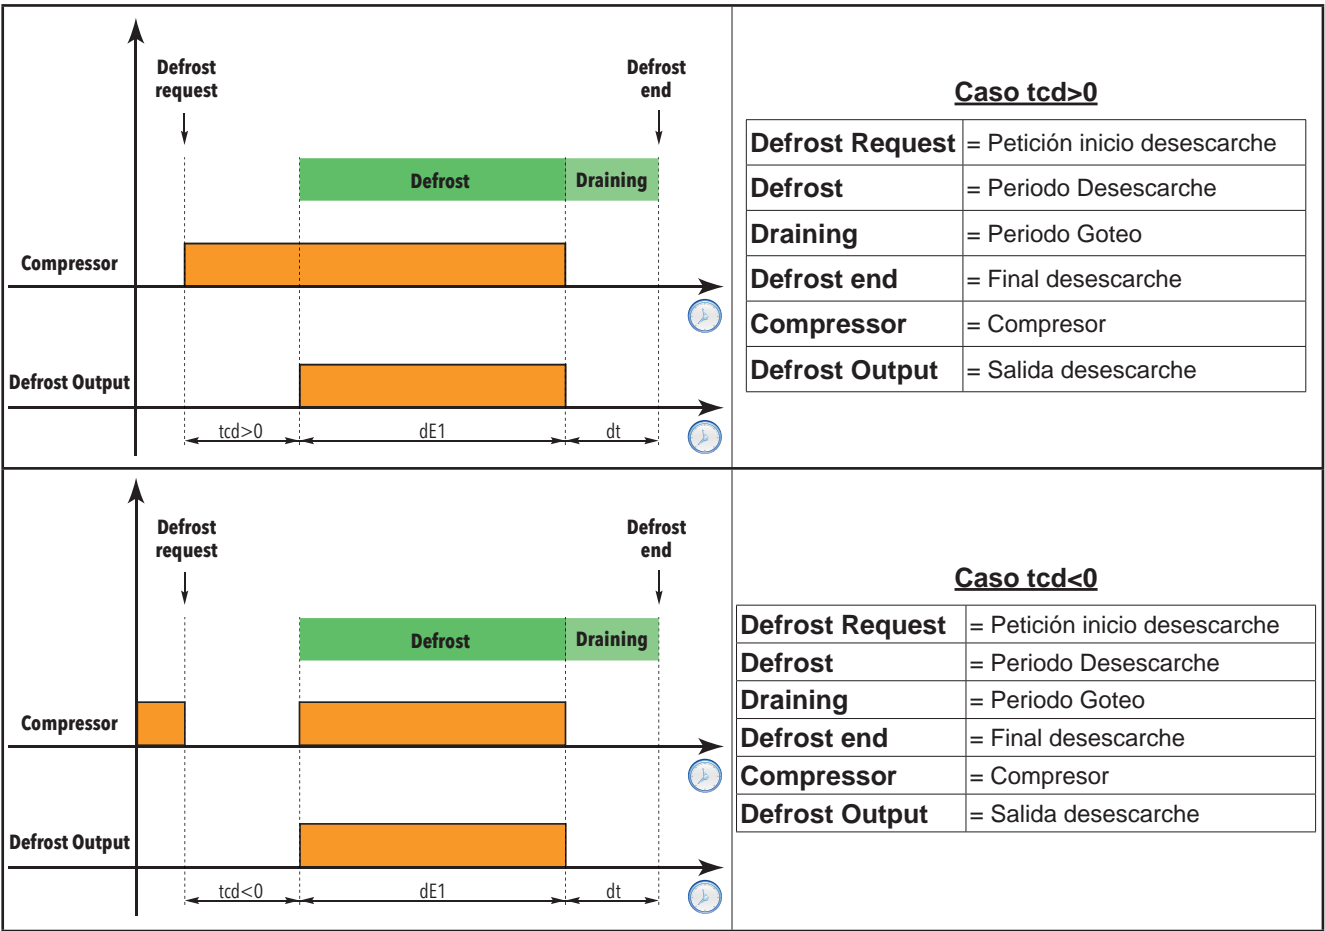 Defrost
request
Defrost
end
Defrost
Draining
Compressor
Defrost Output
tcd>0
dE1
dt
Caso tcd>0
Defrost Request = Petición inicio desescarche
Defrost = Periodo Desescarche
Draining = Periodo Goteo
Defrost end = Final desescarche
Compressor = Compresor
Defrost Output = Salida desescarche
Defrost
request
Defrost
end
Defrost
Draining
Compressor
Defrost Output
tcd<0
dE1
dt
Caso tcd<0
Defrost Request = Petición inicio desescarche
Defrost = Periodo Desescarche
Draining = Periodo Goteo
Defrost end = Final desescarche
Compressor = Compresor
Defrost Output = Salida desescarche